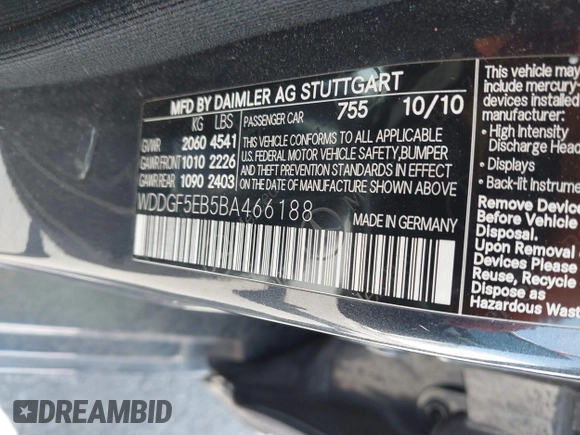 MFD BY DAIMLER AG STUTTGART
KG LBS
PASSENGER CAR 755 10/10
GVWR 2060 4541
GAWR FRONT 1010 2226
GAWR REAR 1090 2403
THIS VEHICLE CONFORMS TO ALL APPLICABLE
U.S. FEDERAL MOTOR VEHICLE SAFETY, BUMPER
AND THEFT PREVENTION STANDARDS IN EFFECT
ON THE DATE OF MANUFACTURE SHOWN ABOVE.
WDDGF5EB5BA466188
MADE IN GERMANY
This vehicle may
include mercury-
devices installed
manufacturer:
• High Intensity
Discharge Head
• Displays
• Back-lit Instrume
Remove Devices
Before Vehicle
Disposal.
Upon Removal
Devices Please
Reuse, Recycle
Dispose as
Hazardous Wast
DREAMBID